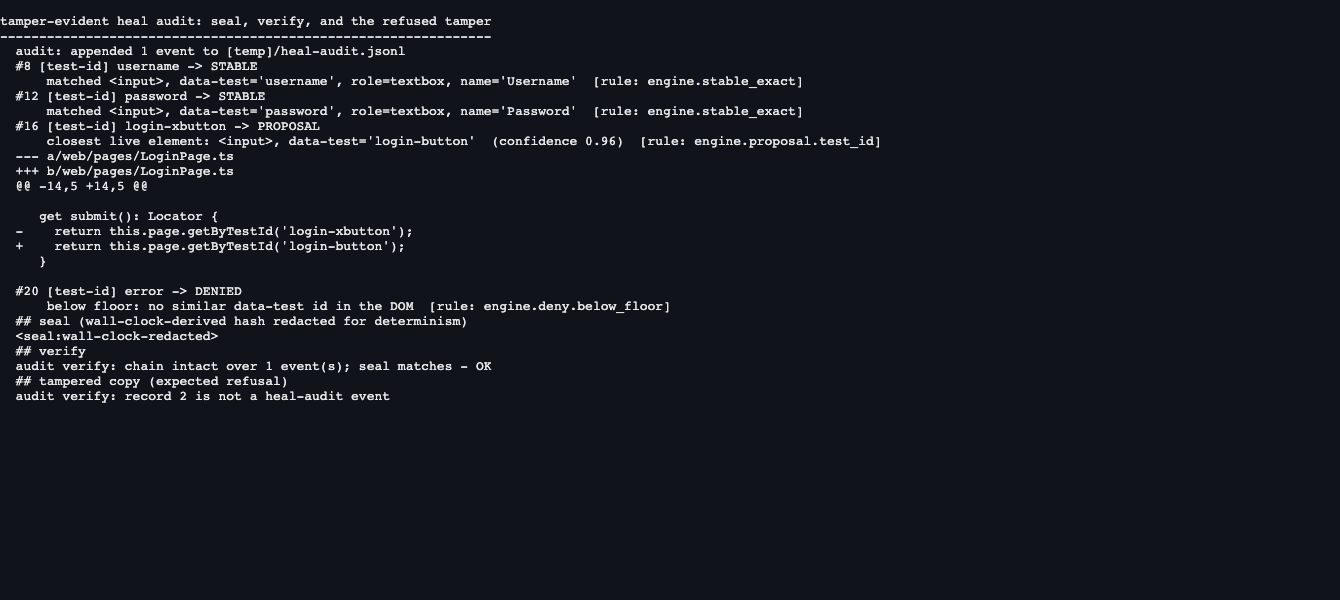 tamper-evident heal audit: seal, verify, and the refused tamper
---------------------------------------------------------------
  audit: appended 1 event to [temp]/heal-audit.jsonl
  #8 [test-id] username -> STABLE
      matched <input>, data-test='username', role=textbox, name='Username'  [rule: engine.stable_exact]
  #12 [test-id] password -> STABLE
      matched <input>, data-test='password', role=textbox, name='Password'  [rule: engine.stable_exact]
  #16 [test-id] login-xbutton -> PROPOSAL
      closest live element: <input>, data-test='login-button'  (confidence 0.96)  [rule: engine.proposal.test_id]
  --- a/web/pages/LoginPage.ts
  +++ b/web/pages/LoginPage.ts
  @@ -14,5 +14,5 @@

     get submit(): Locator {
  -    return this.page.getByTestId('login-xbutton');
  +    return this.page.getByTestId('login-button');
     }

  #20 [test-id] error -> DENIED
      below floor: no similar data-test id in the DOM  [rule: engine.deny.below_floor]
  ## seal (wall-clock-derived hash redacted for determinism)
  <seal:wall-clock-redacted>
  ## verify
  audit verify: chain intact over 1 event(s); seal matches - OK
  ## tampered copy (expected refusal)
  audit verify: record 2 is not a heal-audit event